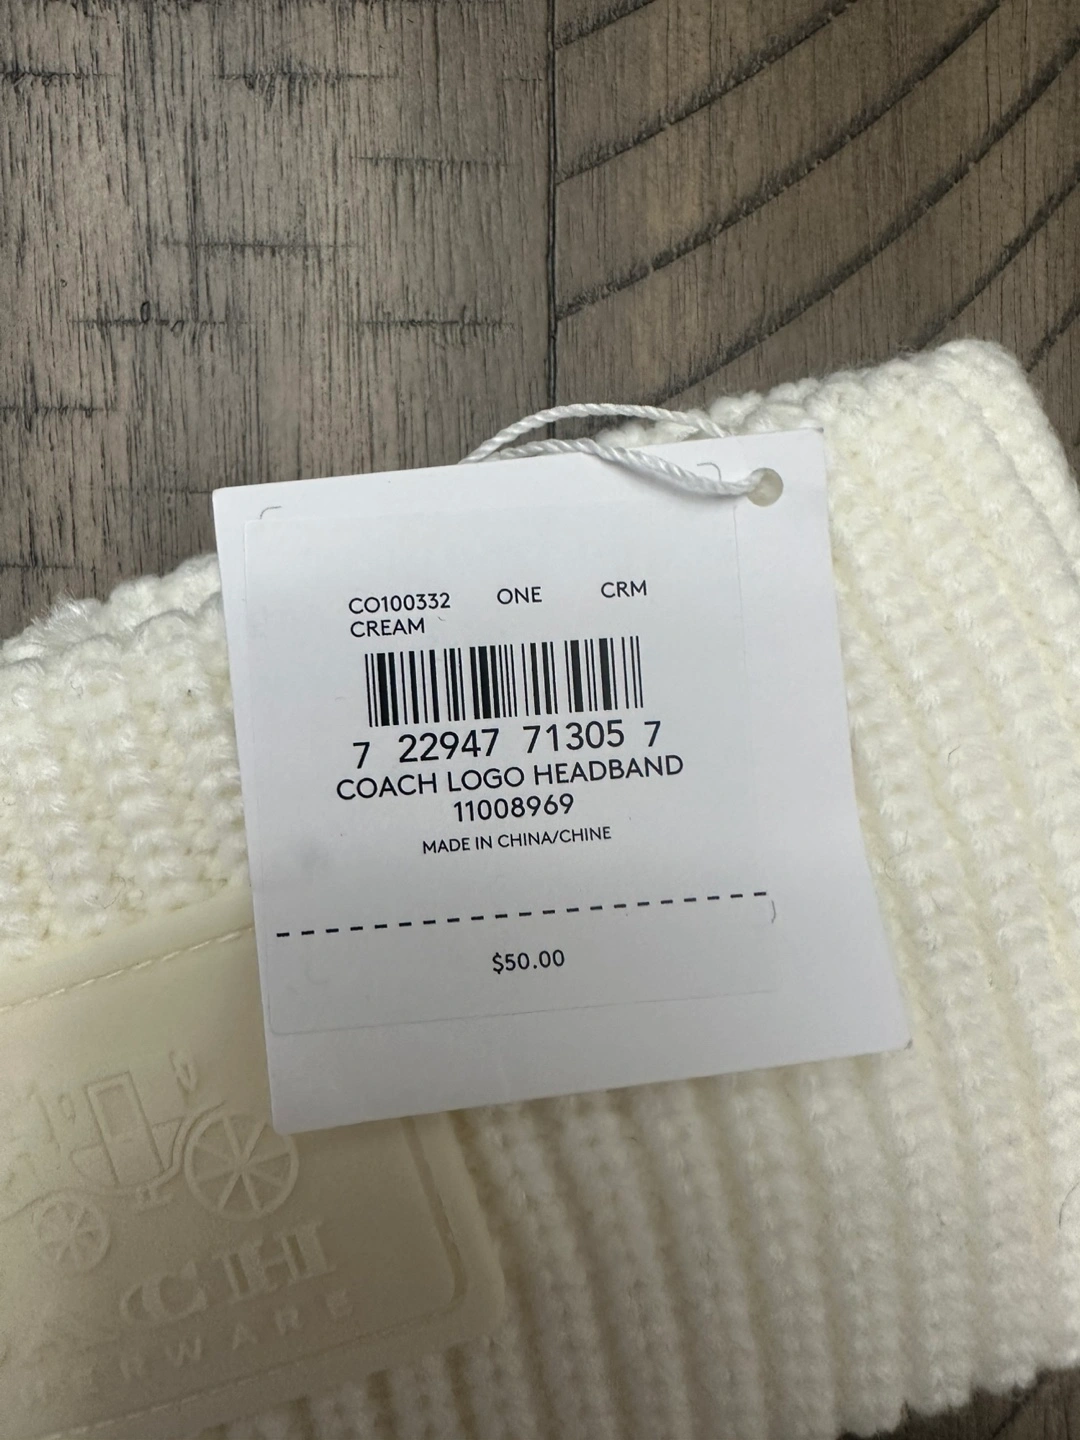 CO100332 ONE CRM
CREAM
7 22947 71305 7
COACH LOGO HEADBAND
11008969
MADE IN CHINA/CHINE
$50.00